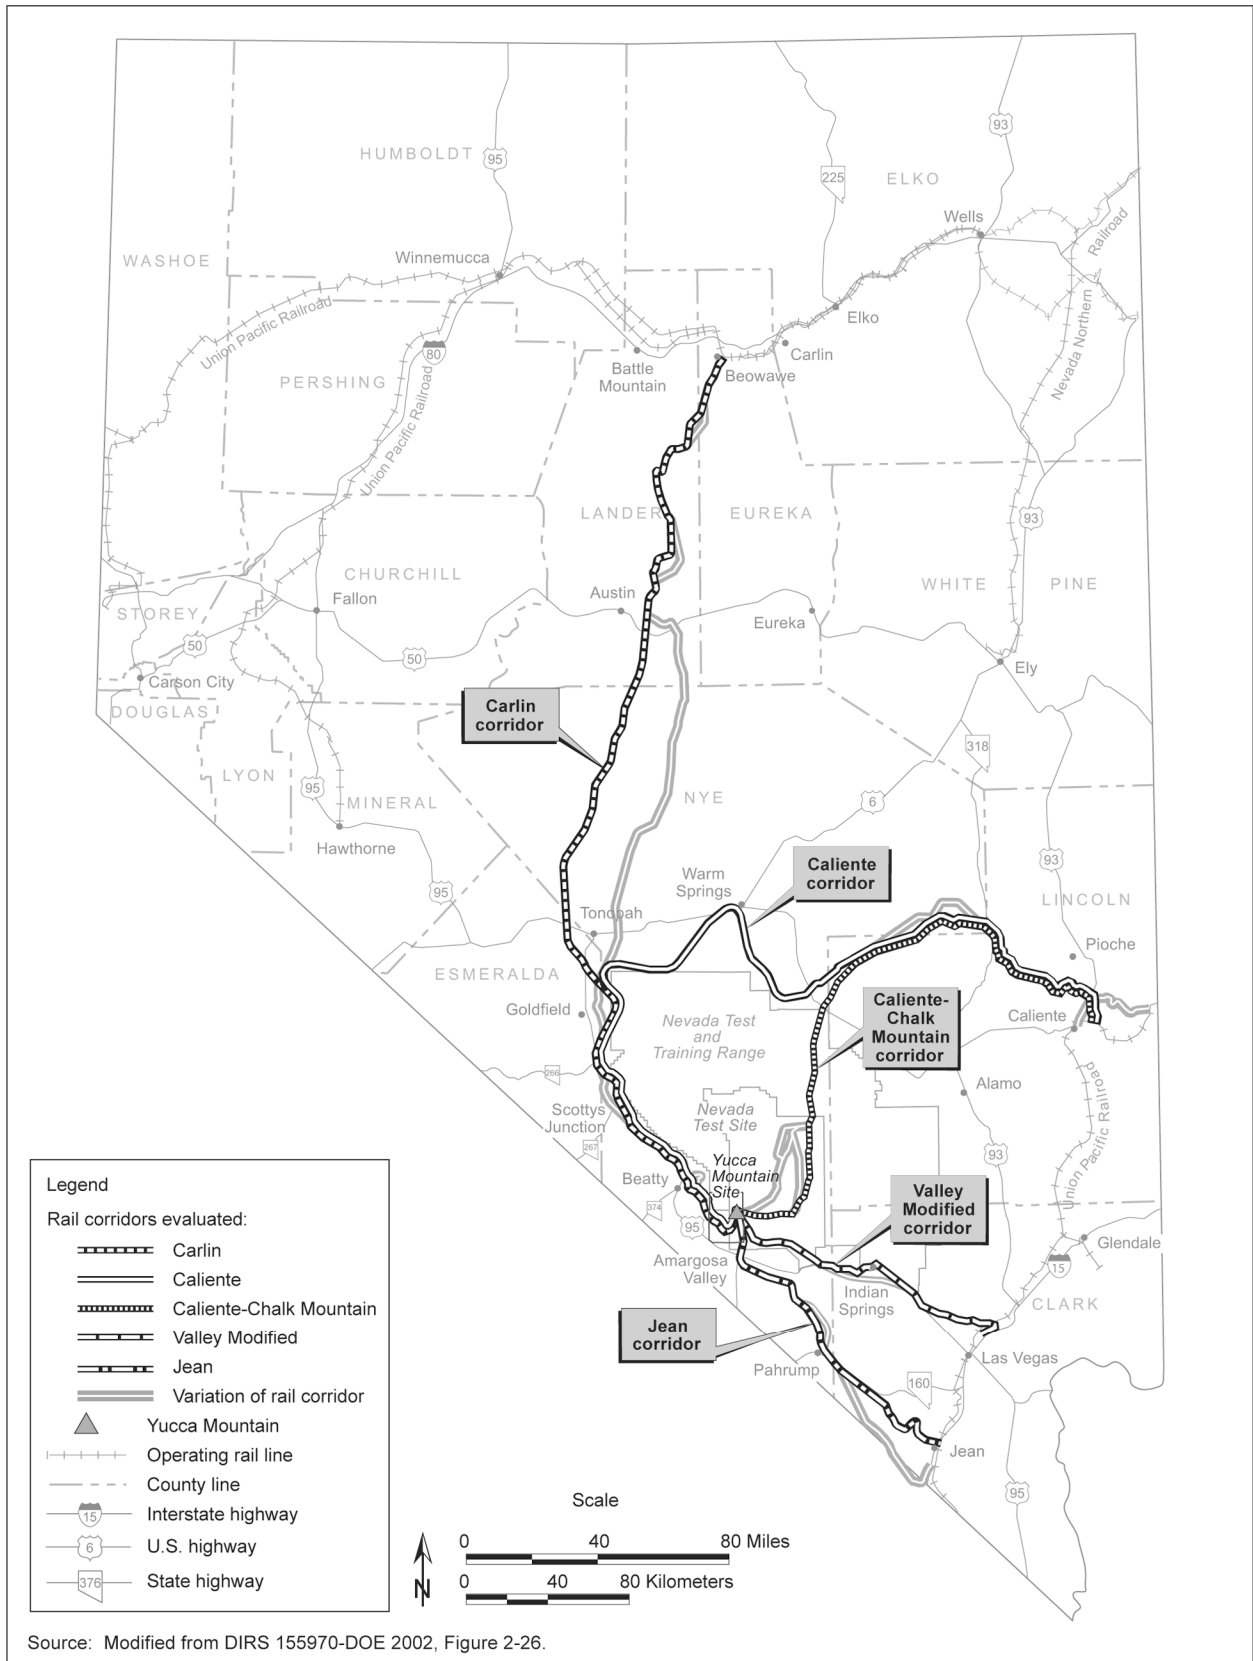 HUMBOLDT
95
93
225
ELKO
Wells
Railroad
WASHOE
Winnemucca
Union Pacific Railroad
Nevada Northern
Elko
80
Carlin
Battle
Mountain
Beowawe
PERSHING
Union Pacific Railroad
LANDER
EUREKA
93
CHURCHILL
WHITE PINE
Austin
Fallon
STOREY
Eureka
50
50
Ely
Carson City
DOUGLAS
Carlin
corridor
318
LYON
95
MINERAL
NYE
6
Hawthorne
Caliente
corridor
93
Warm
Springs
95
LINCOLN
Tonopah
Pioche
ESMERALDA
Goldfield
Caliente-
Chalk
Mountain
corridor
Caliente
Nevada Test
and
Training Range
266
Alamo
Scottys
Junction
Nevada
Test Site
Union Pacific Railroad
267
93
Yucca
Mountain
Site
Beatty
374
95
Valley
Modified
corridor
Glendale
Amargosa
Valley
15
Indian
Springs
CLARK
Jean
corridor
Las Vegas
Pahrump
160
Jean
95
Legend
Rail corridors evaluated:
Carlin
Caliente
Caliente-Chalk Mountain
Valley Modified
Jean
Variation of rail corridor
Yucca Mountain
Operating rail line
County line
15 Interstate highway
6 U.S. highway
376 State highway
Scale
0 40 80 Miles
0 40 80 Kilometers
N
Source: Modified from DIRS 155970-DOE 2002, Figure 2-26.